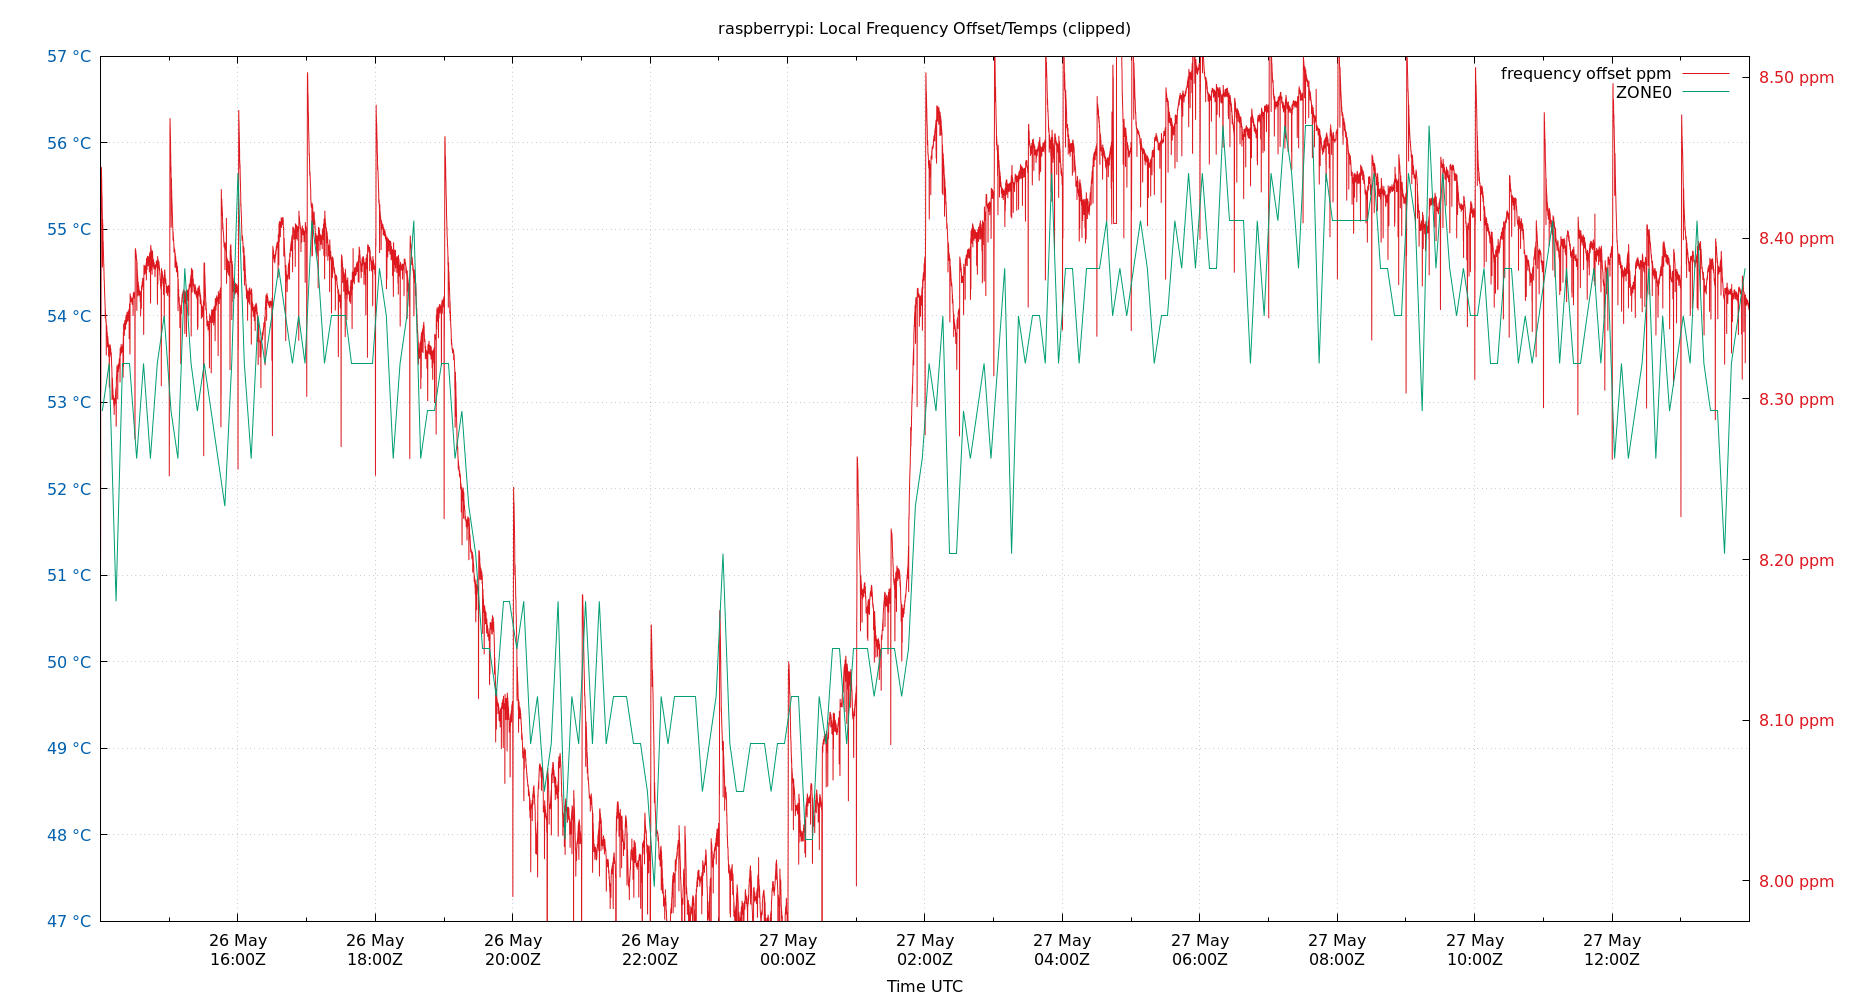 raspberrypi: Local Frequency Offset/Temps (clipped)
57 °C
56 °C
55 °C
54 °C
53 °C
52 °C
51 °C
50 °C
49 °C
48 °C
47 °C
frequency offset ppm
ZONE0
8.50 ppm
8.40 ppm
8.30 ppm
8.20 ppm
8.10 ppm
8.00 ppm
26 May 26 May 26 May 26 May 27 May 27 May 27 May 27 May 27 May 27 May 27 May
16:00Z 18:00Z 20:00Z 22:00Z 00:00Z 02:00Z 04:00Z 06:00Z 08:00Z 10:00Z 12:00Z
Time UTC